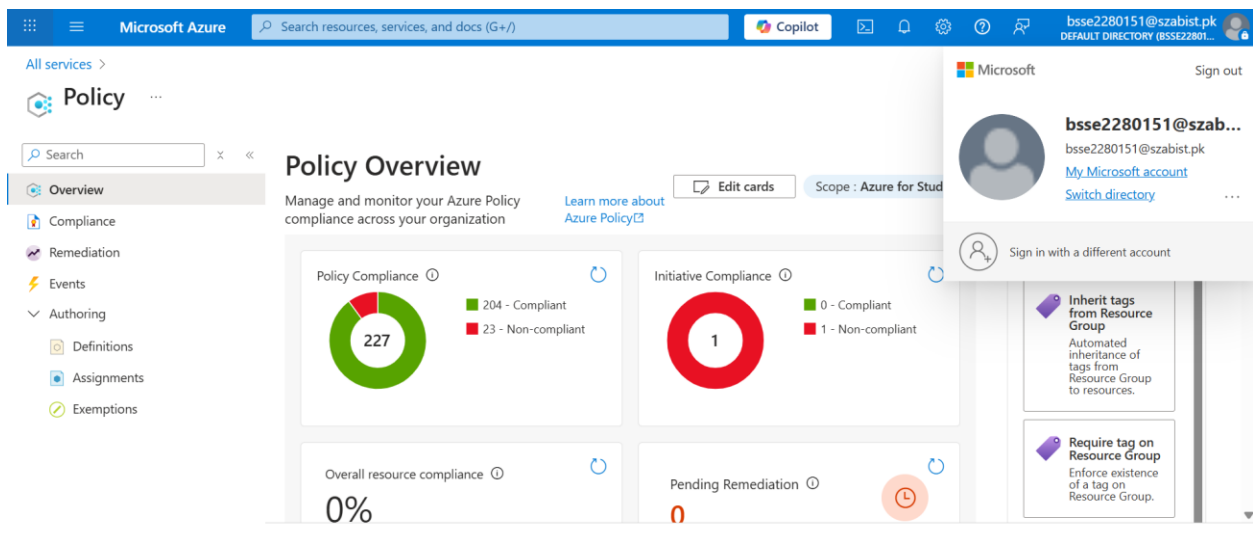 Microsoft Azure
Search resources, services, and docs (G+/)
Copilot
bsse2280151@szabist.pk
DEFAULT DIRECTORY (BSSE22801...
All services >
Policy ...
Search
Overview
Compliance
Remediation
Events
Authoring
Definitions
Assignments
Exemptions
Policy Overview
Manage and monitor your Azure Policy
compliance across your organization
Learn more about
Azure Policy
Edit cards
Scope : Azure for Stud
Policy Compliance
227
204 - Compliant
23 - Non-compliant
Initiative Compliance
1
0 - Compliant
1 - Non-compliant
Overall resource compliance
0%
Pending Remediation
0
Microsoft
Sign out
bsse2280151@szab...
bsse2280151@szabist.pk
My Microsoft account
Switch directory
...
Sign in with a different account
Inherit tags
from Resource
Group
Automated
inheritance of
tags from
Resource Group
to resources.
Require tag on
Resource Group
Enforce existence
of a tag on
Resource Group.